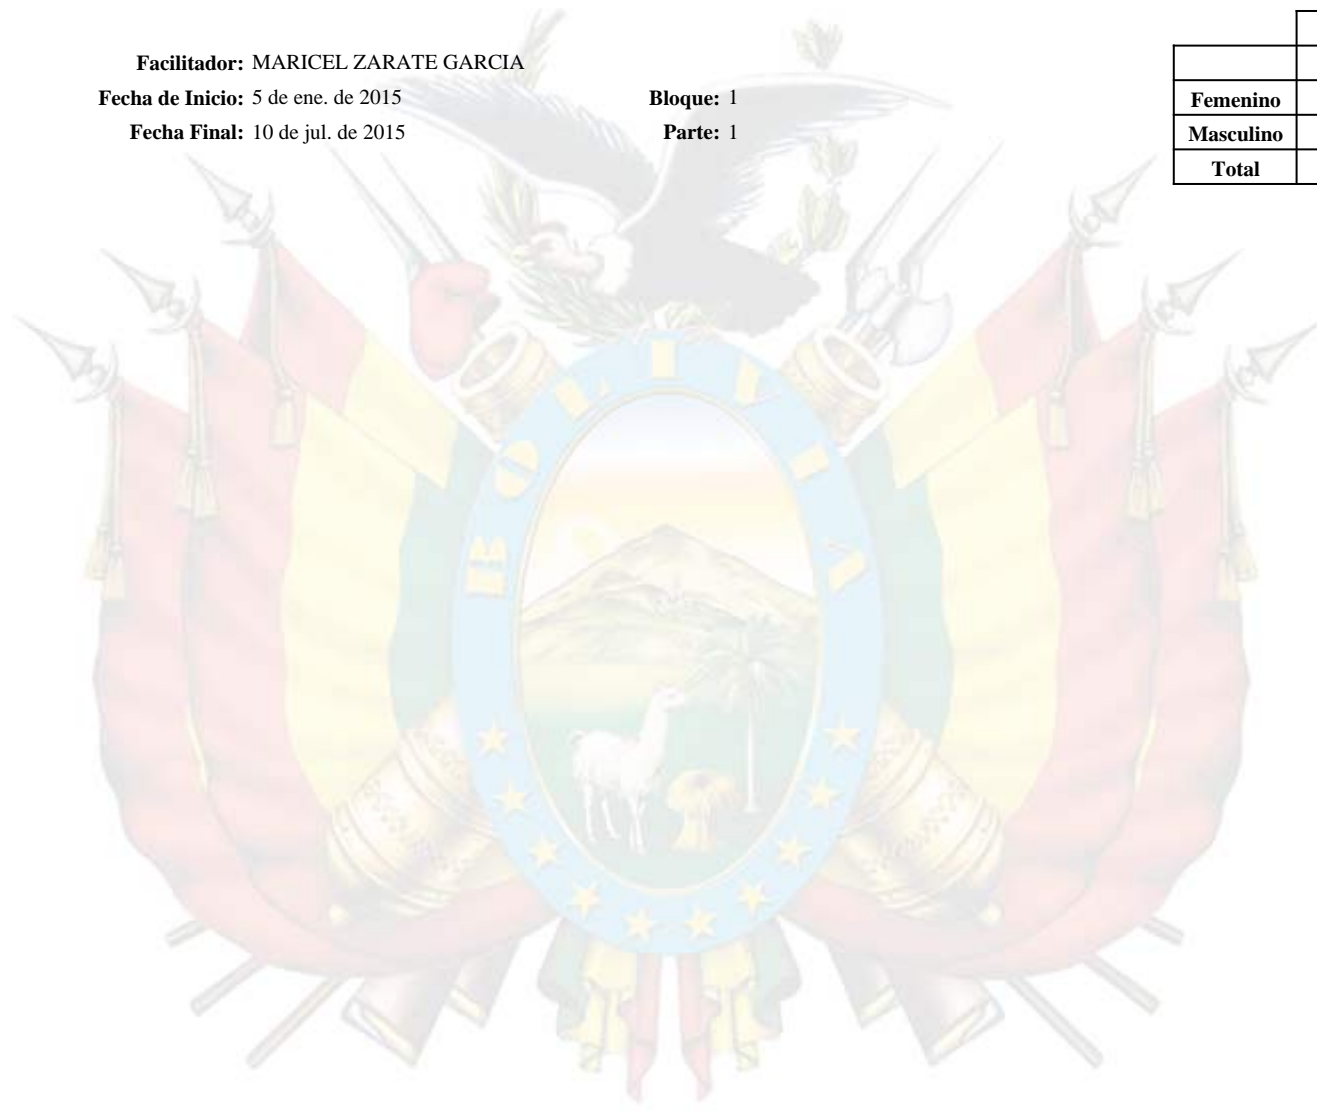 Facilitador: MARICEL ZARATE GARCIA
Fecha de Inicio: 5 de ene. de 2015 Bloque: 1
Fecha Final: 10 de jul. de 2015 Parte: 1
Femenino
Masculino
Total
BOLIVIA